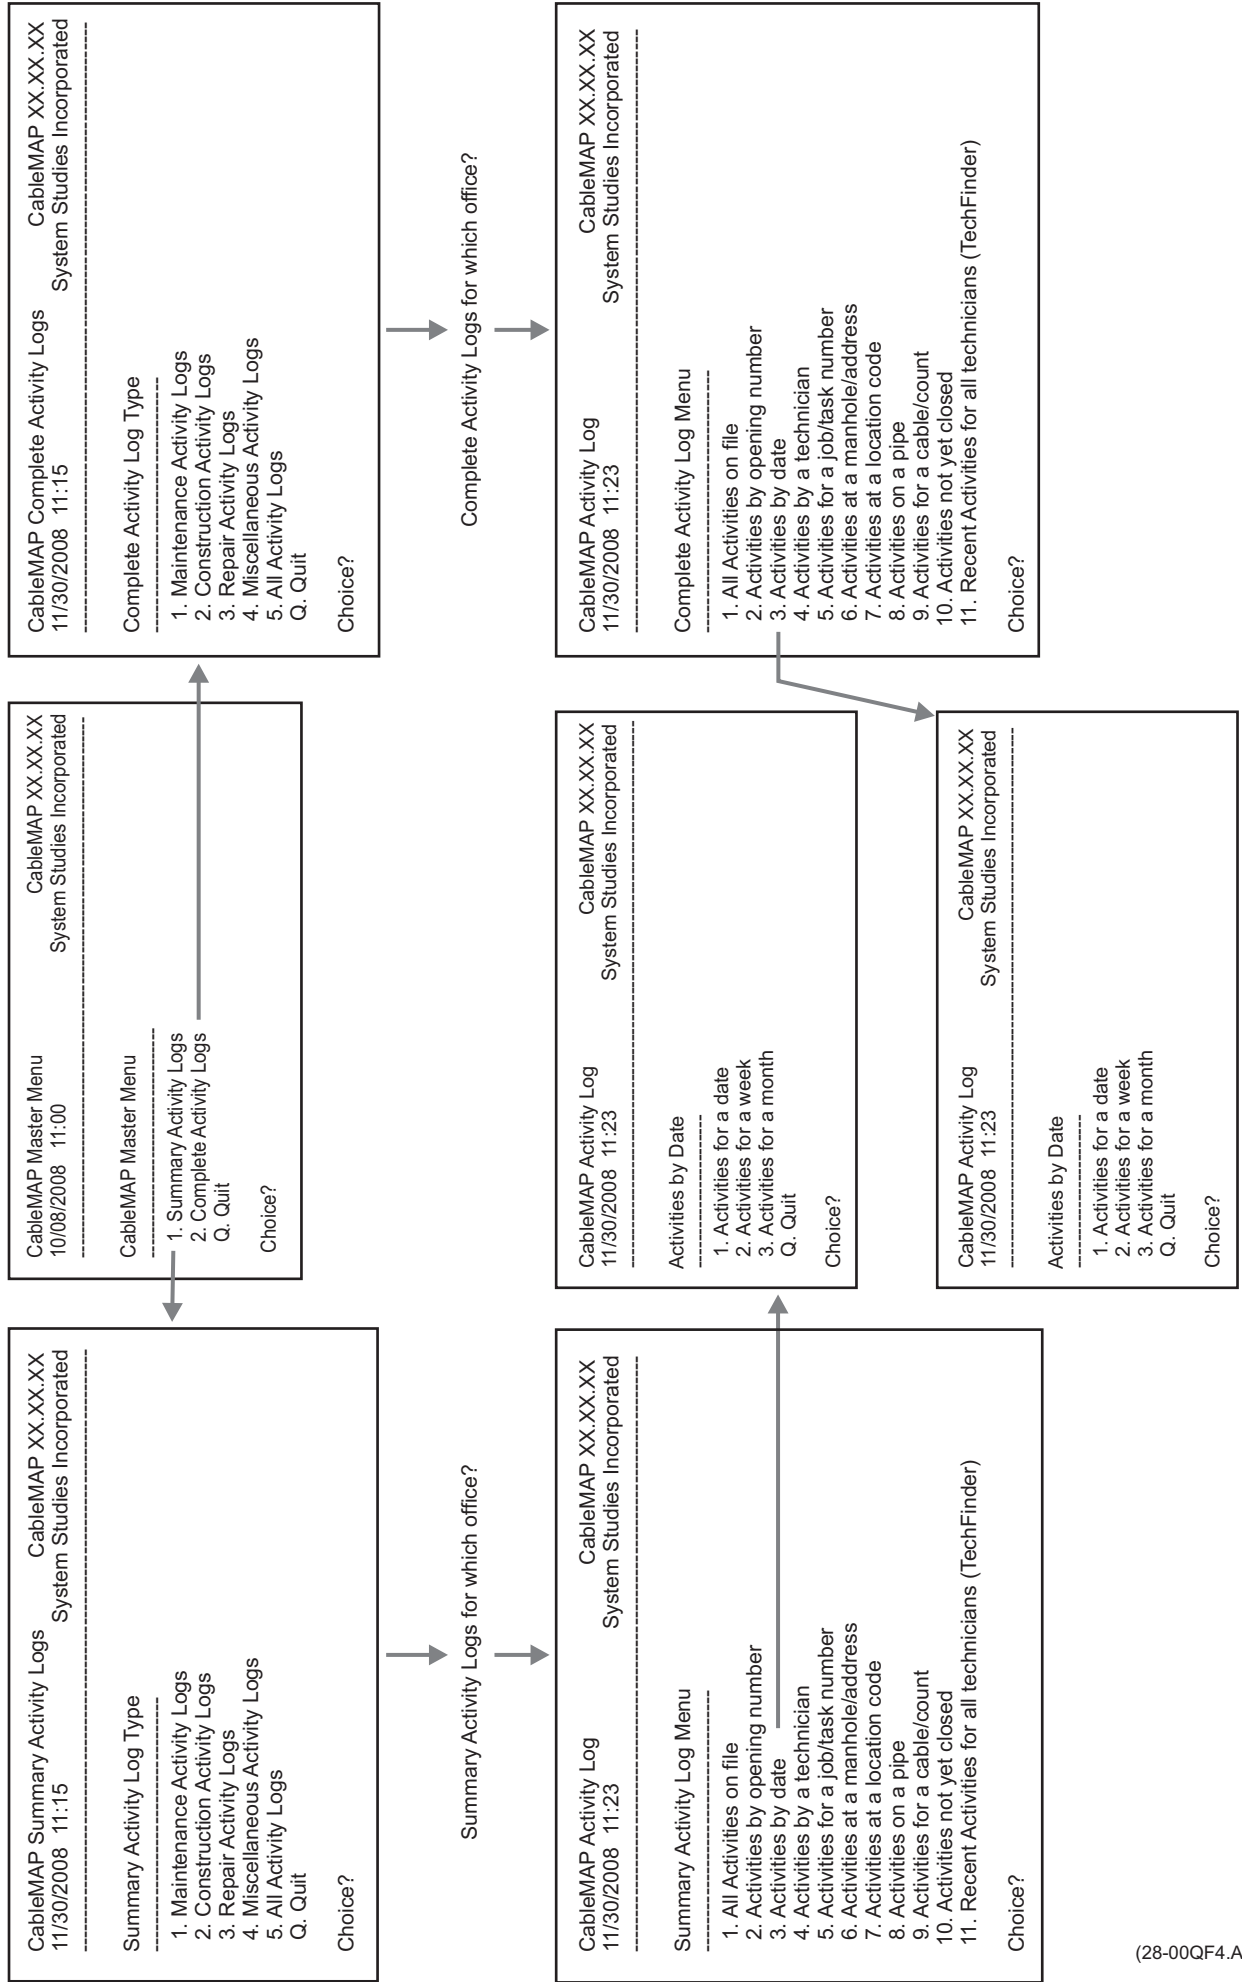 CableMAP Summary Activity Logs CableMAP XX.XX.XX
11/30/2008 11:15 System Studies Incorporated
Summary Activity Log Type
1. Maintenance Activity Logs
2. Construction Activity Logs
3. Repair Activity Logs
4. Miscellaneous Activity Logs
5. All Activity Logs
Q. Quit
Choice?
CableMAP Master Menu CableMAP XX.XX.XX
10/08/2008 11:00 System Studies Incorporated
CableMAP Master Menu
1. Summary Activity Logs
2. Complete Activity Logs
Q. Quit
Choice?
CableMAP Complete Activity Logs CableMAP XX.XX.XX
11/30/2008 11:15 System Studies Incorporated
Complete Activity Log Type
1. Maintenance Activity Logs
2. Construction Activity Logs
3. Repair Activity Logs
4. Miscellaneous Activity Logs
5. All Activity Logs
Q. Quit
Choice?
Summary Activity Logs for which office?
Complete Activity Logs for which office?
CableMAP Activity Log CableMAP XX.XX.XX
11/30/2008 11:23 System Studies Incorporated
Summary Activity Log Menu
1. All Activities on file
2. Activities by opening number
3. Activities by date
4. Activities by a technician
5. Activities for a job/task number
6. Activities at a manhole/address
7. Activities at a location code
8. Activities on a pipe
9. Activities for a cable/count
10. Activities not yet closed
11. Recent Activities for all technicians (TechFinder)
Choice?
CableMAP Activity Log CableMAP XX.XX.XX
11/30/2008 11:23 System Studies Incorporated
Activities by Date
1. Activities for a date
2. Activities for a week
3. Activities for a month
Q. Quit
Choice?
CableMAP Activity Log CableMAP XX.XX.XX
11/30/2008 11:23 System Studies Incorporated
Complete Activity Log Menu
1. All Activities on file
2. Activities by opening number
3. Activities by date
4. Activities by a technician
5. Activities for a job/task number
6. Activities at a manhole/address
7. Activities at a location code
8. Activities on a pipe
9. Activities for a cable/count
10. Activities not yet closed
11. Recent Activities for all technicians (TechFinder)
Choice?
CableMAP Activity Log CableMAP XX.XX.XX
11/30/2008 11:23 System Studies Incorporated
Activities by Date
1. Activities for a date
2. Activities for a week
3. Activities for a month
Q. Quit
Choice?
(28-00QF4.A